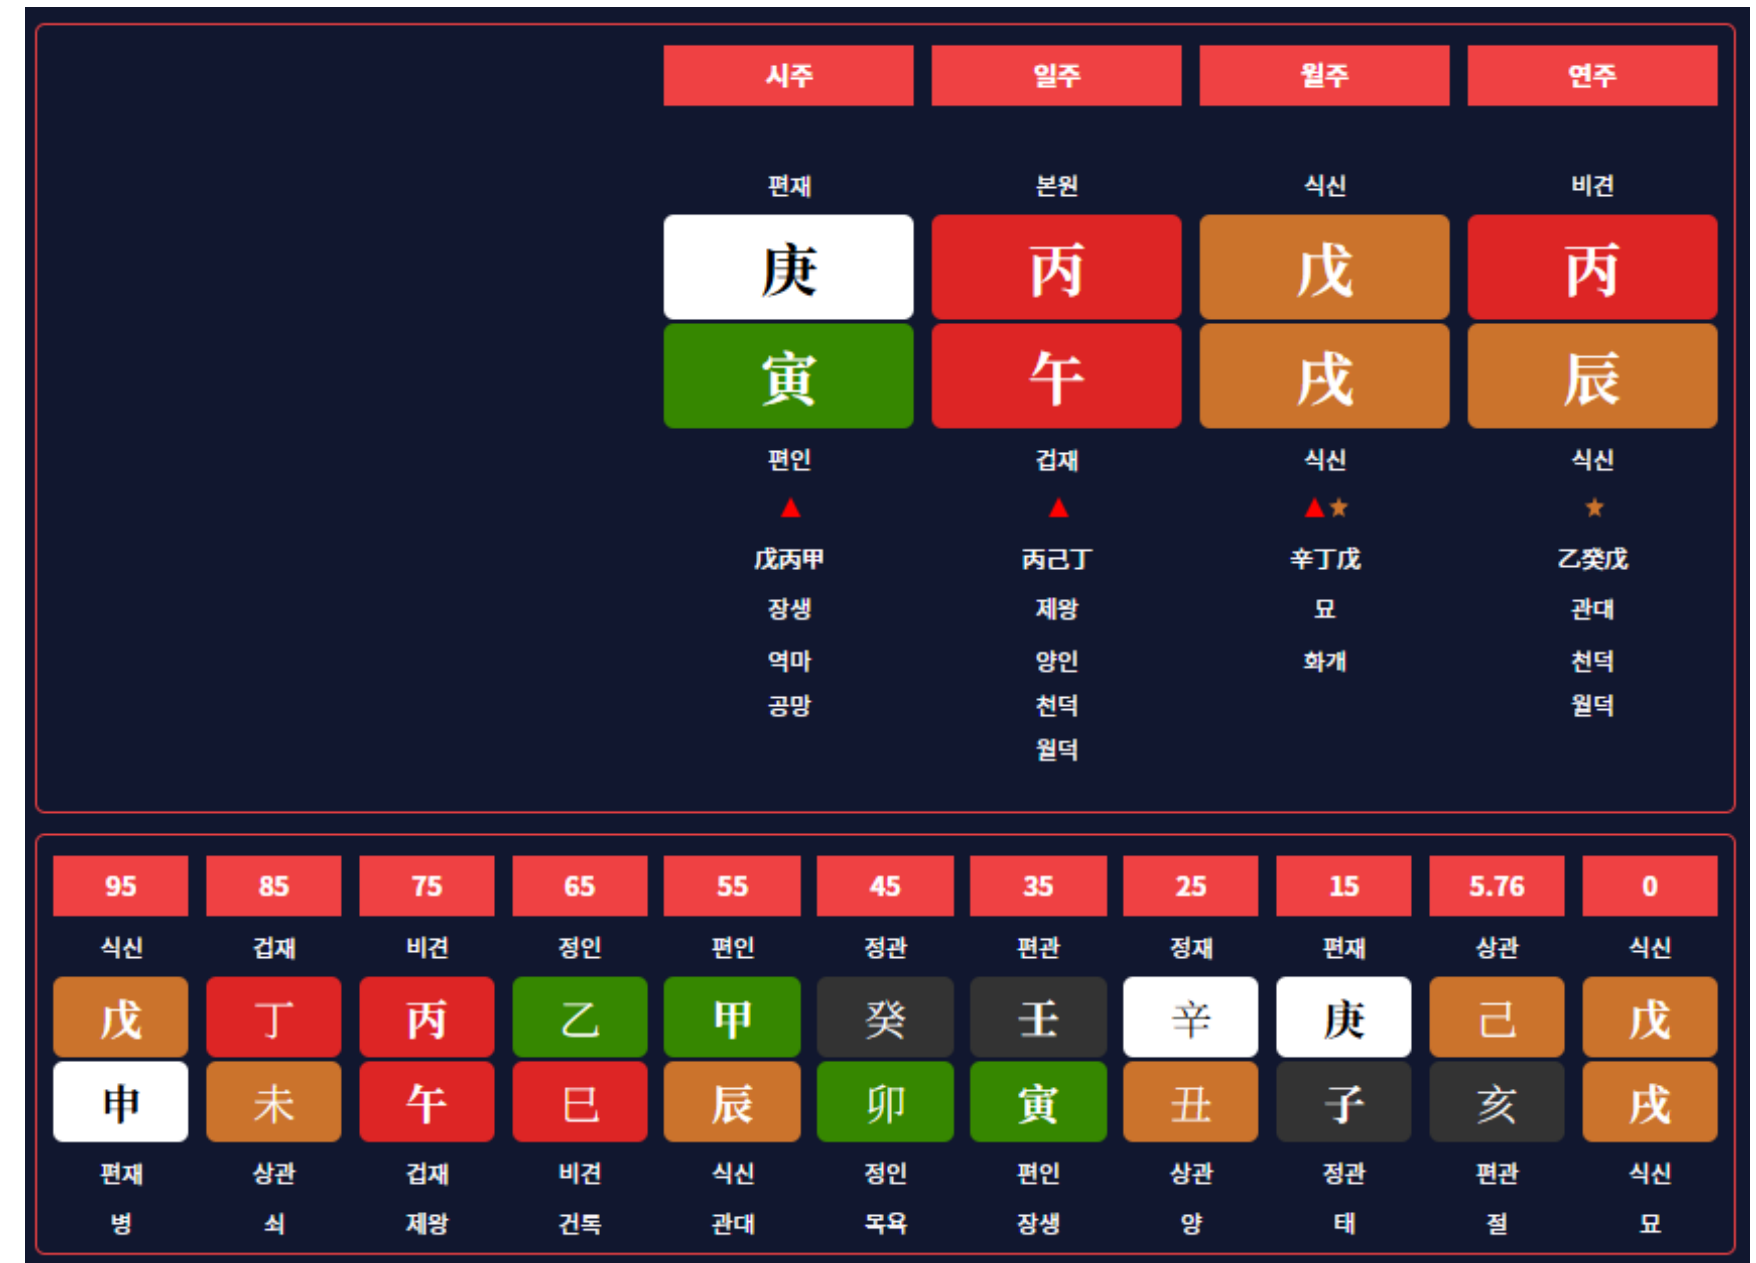 시주 일주 월주 연주
편재 본원 식신 비견
庚 丙 戊 丙
寅 午 戌 辰
편인 겁재 식신 식신
▲ ▲ ▲★ ★
戊丙甲 丙己丁 辛丁戊 乙癸戊
장생 제왕 묘 관대
역마 양인 화개 천덕
공망 천덕 월덕
월덕
95 85 75 65 55 45 35 25 15 5.76 0
식신 겁재 비견 정인 편인 정관 편관 정재 편재 상관 식신
戊 丁 丙 乙 甲 癸 壬 辛 庚 己 戊
申 未 午 巳 辰 卯 寅 丑 子 亥 戌
편재 상관 겁재 비견 식신 정인 편인 상관 정관 편관 식신
병 쇠 제왕 건톡 관대 목욕 장생 양 태 절 묘